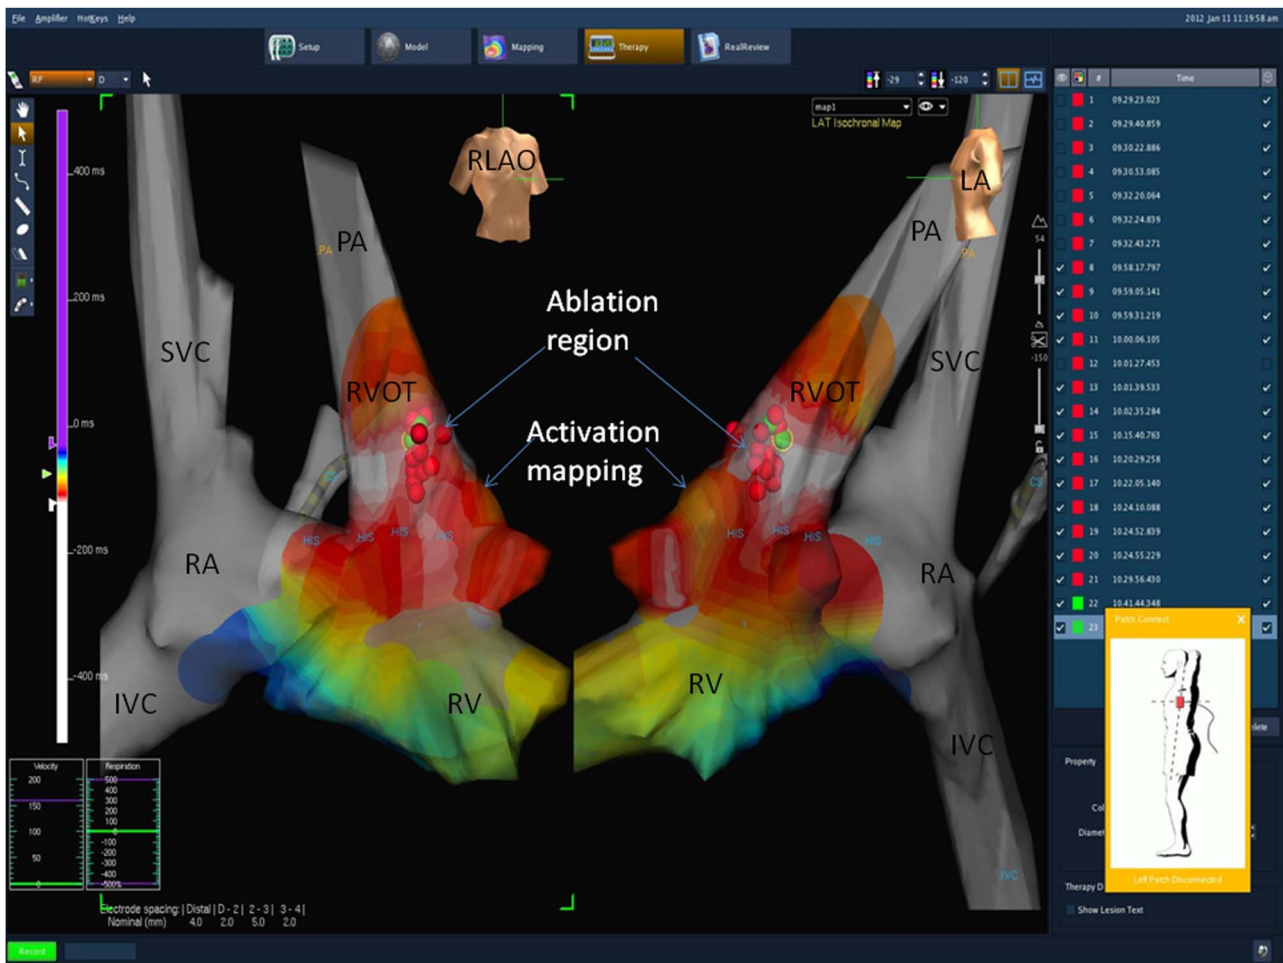 File Amplifier HotKeys Help
2012 Jan 11 11:19:58 am
Setup
Model
Mapping
Therapy
RealReview
RF
D
-29
-120
map1
LAT Isochronal Map
# Time
1 09.29.23.023
2 09.29.40.859
3 09.30.22.886
4 09.30.53.085
5 09.32.20.064
6 09.32.24.839
7 09.32.43.271
8 09.58.17.797
9 09.59.05.141
10 09.59.31.219
11 10.00.06.105
12 10.01.27.453
13 10.01.39.533
14 10.02.35.284
15 10.15.40.763
16 10.20.29.258
17 10.22.05.140
18 10.24.10.088
19 10.24.52.839
20 10.24.55.229
21 10.29.56.430
22 10.41.44.348
23
400 ms
200 ms
0 ms
-200 ms
-400 ms
RLAO
LA
PA
PA
PA
PA
54
-150
SVC
SVC
Ablation
region
RVOT
RVOT
Activation
mapping
CS
CS
HIS
HIS
HIS
HIS
HIS
HIS
HIS
RA
RA
IVC
RV
RV
IVC
IVC
Velocity
200
150
100
50
0
Respiration
500
400
300
200
100
0
-100
-200
-300
-400
-500%
Electrode spacing: | Distal | D - 2 | 2 - 3 | 3 - 4 |
Nominal (mm) 4.0 2.0 5.0 2.0
Patch Connect X
Left Patch Disconnected
elete
Property
Col
Diamet
Therapy D
Show Lesion Text
Record